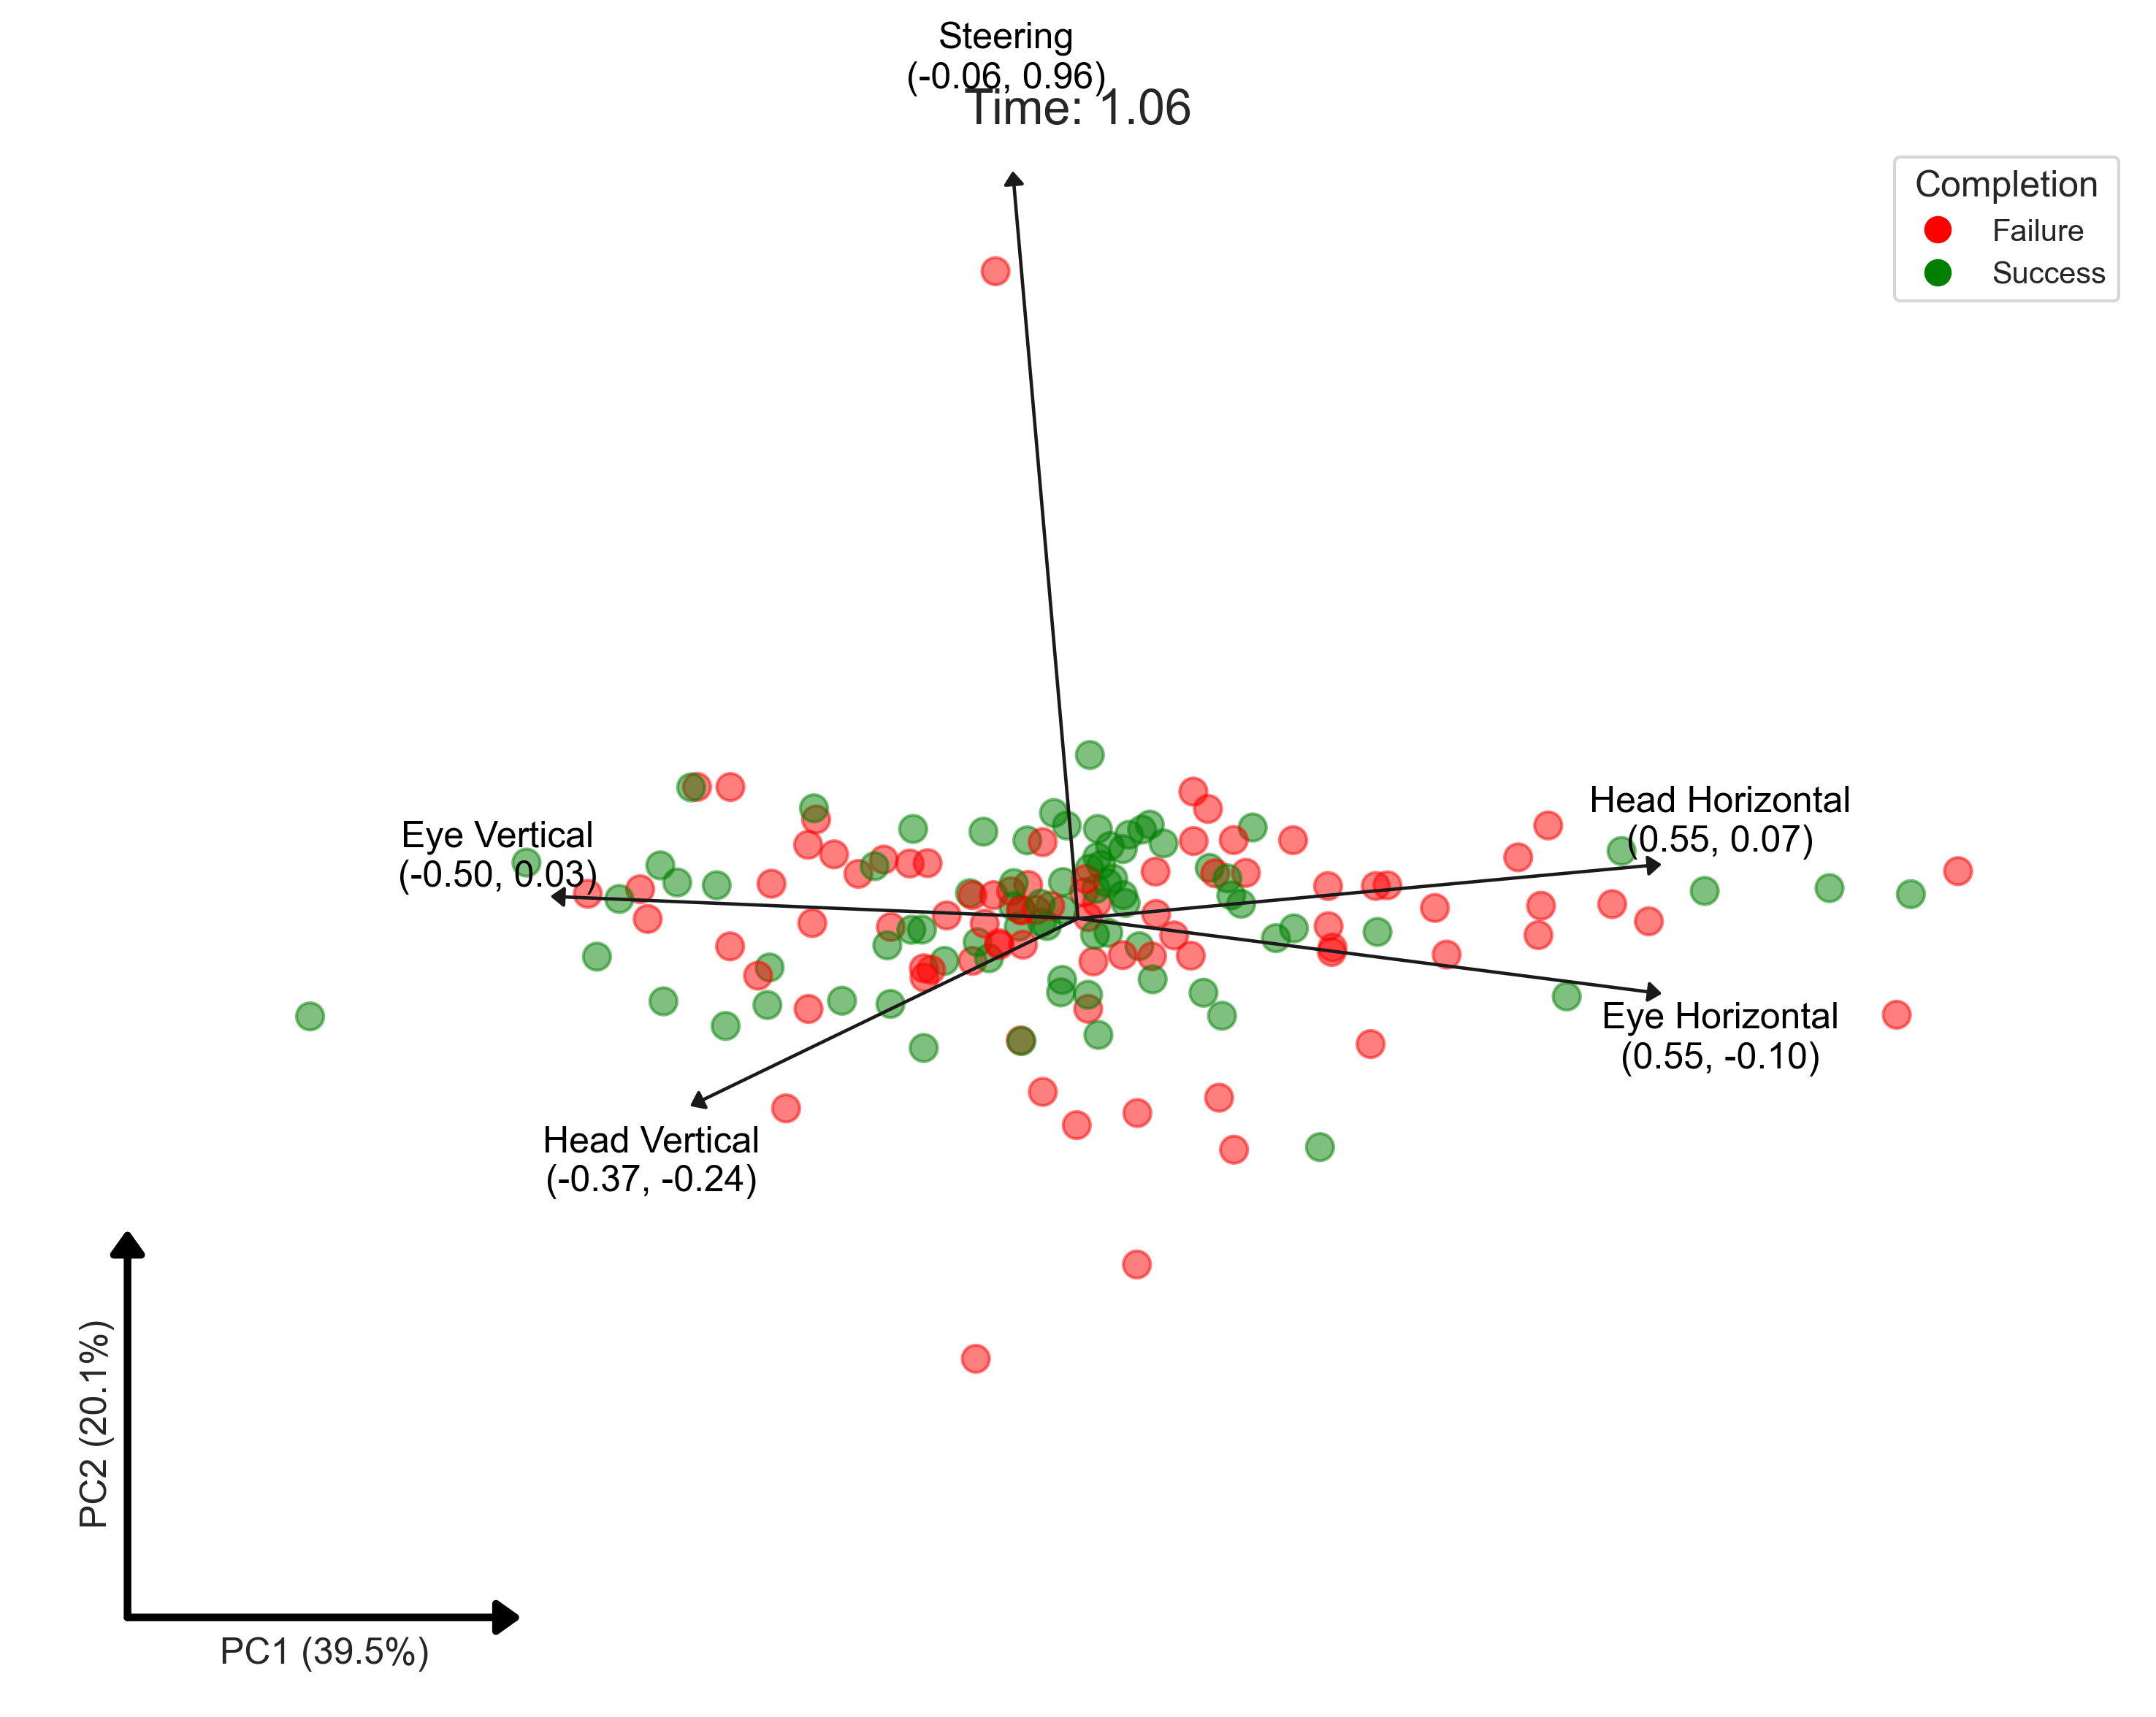 Steering
(-0.06, 0.96)
Time: 1.06
Completion
Failure
Success
Head Horizontal
(0.55, 0.07)
Eye Vertical
(-0.50, 0.03)
Eye Horizontal
(0.55, -0.10)
Head Vertical
(-0.37, -0.24)
PC2 (20.1%)
PC1 (39.5%)